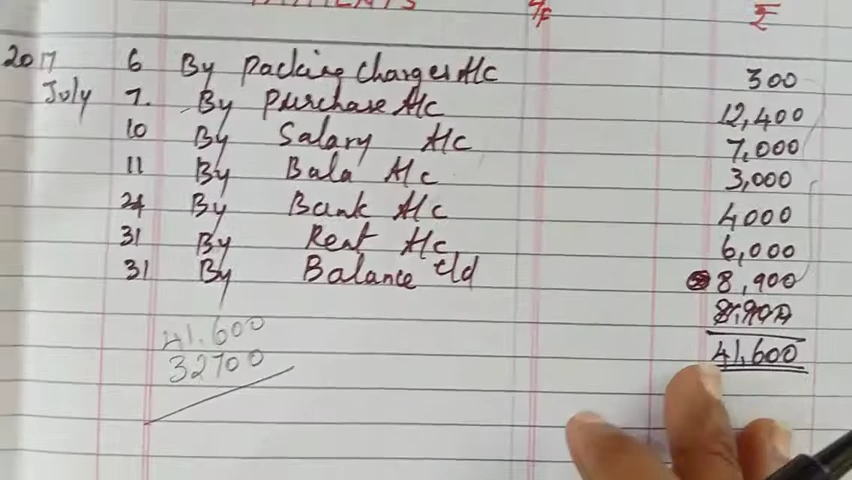 L/F ₹
2017 6 By Packing Charges A/c 300
July 7. By Purchase A/c 12,400
10 By Salary A/c 7,000
11 By Bala A/c 3,000
24 By Bank A/c 4000
31 By Rent A/c 6,000
31 By Balance c/d 8,900
8,900
41,600
41.600
32700